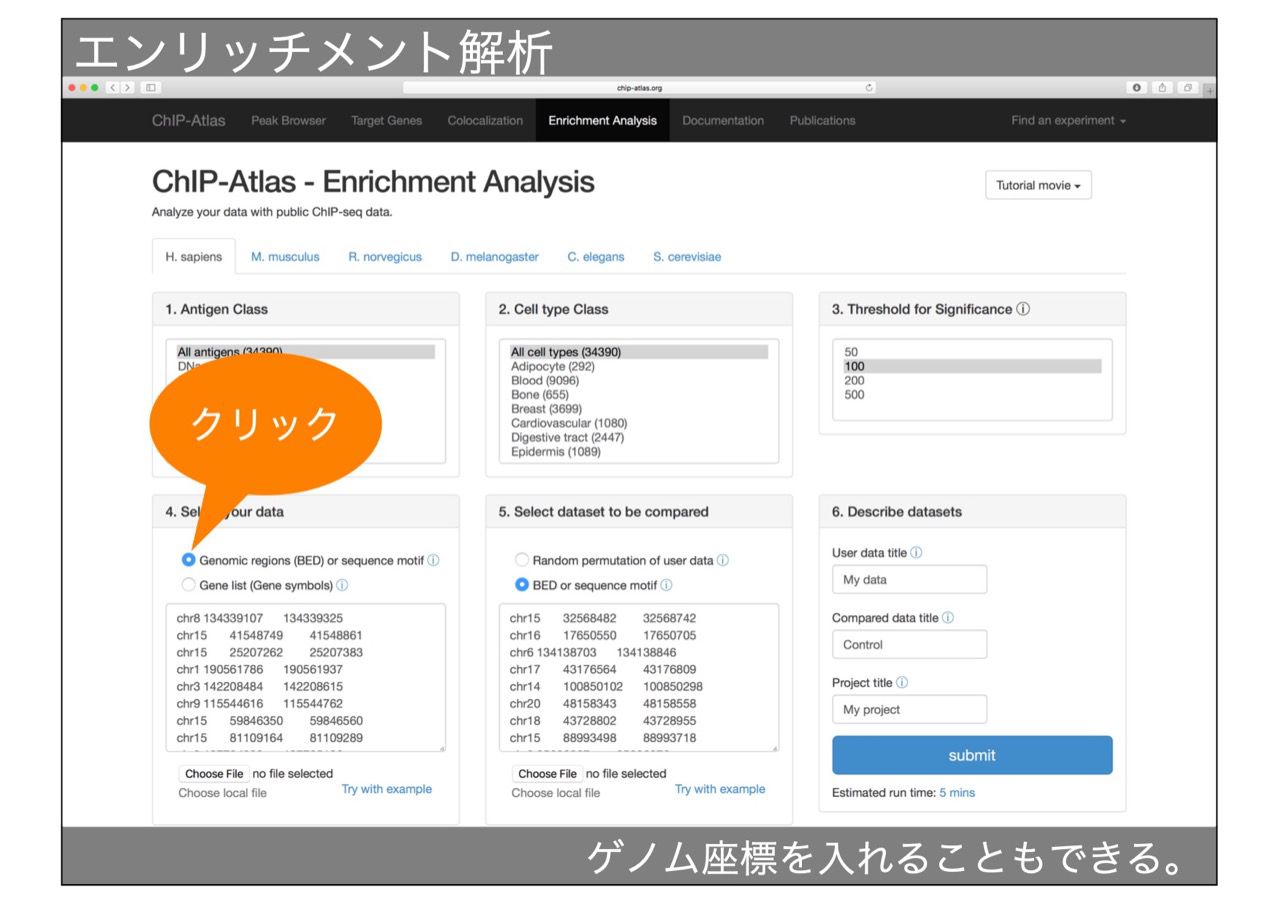 エンリッチメント解析
chip-atlas.org
ChIP-Atlas Peak Browser Target Genes Colocalization Enrichment Analysis Documentation Publications Find an experiment
ChIP-Atlas - Enrichment Analysis
Tutorial movie
Analyze your data with public ChIP-seq data.
H. sapiens M. musculus R. norvegicus D. melanogaster C. elegans S. cerevisiae
1. Antigen Class
All antigens (34390)
クリック
2. Cell type Class
All cell types (34390)
Adipocyte (292)
Blood (9096)
Bone (655)
Breast (3699)
Cardiovascular (1080)
Digestive tract (2447)
Epidermis (1089)
3. Threshold for Significance
50
100
200
500
4. Select your data
Genomic regions (BED) or sequence motif
Gene list (Gene symbols)
chr8 134339107 134339325
chr15 41548749 41548861
chr15 25207262 25207383
chr1 190561786 190561937
chr3 142208484 142208615
chr9 115544616 115544762
chr15 59846350 59846560
chr15 81109164 81109289
Choose File no file selected
Choose local file
Try with example
5. Select dataset to be compared
Random permutation of user data
BED or sequence motif
chr15 32568482 32568742
chr16 17650550 17650705
chr6 134138703 134138846
chr17 43176564 43176809
chr14 100850102 100850298
chr20 48158343 48158558
chr18 43728802 43728955
chr15 88993498 88993718
Choose File no file selected
Choose local file
Try with example
6. Describe datasets
User data title
My data
Compared data title
Control
Project title
My project
submit
Estimated run time: 5 mins
ゲノム座標を入れることもできる。